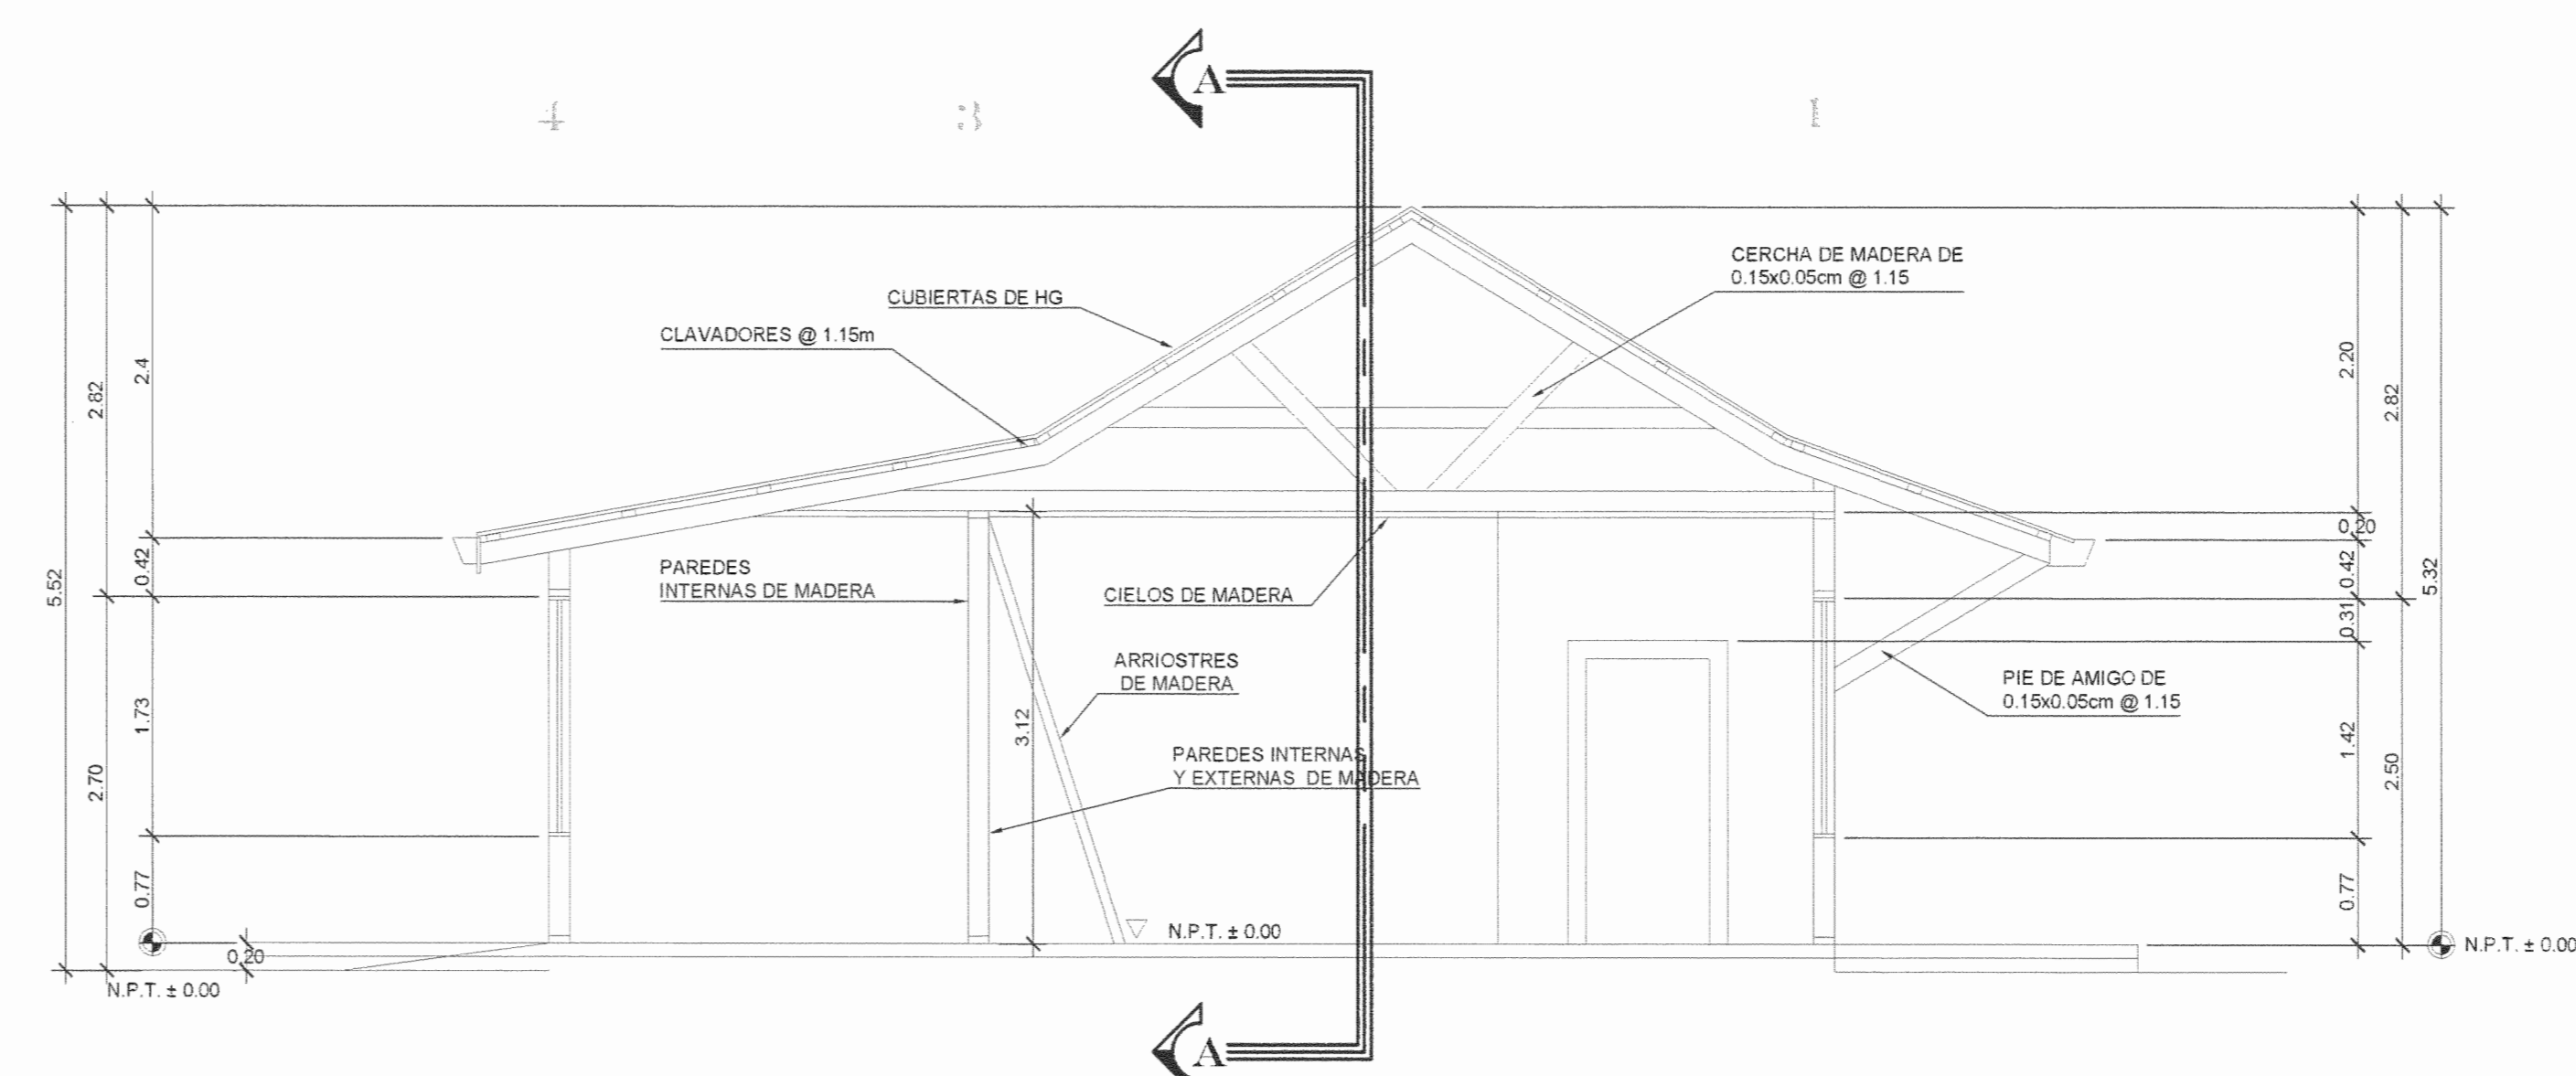 A
CERCHA DE MADERA DE
0.15x0.05cm @ 1.15
CUBIERTAS DE HG
CLAVADORES @ 1.15m
2.4
2.82
0.42
5.52
1.73
2.70
0.77
0.20
N.P.T. ± 0.00
PAREDES
INTERNAS DE MADERA
CIELOS DE MADERA
ARRIOSTRES
DE MADERA
3.12
PAREDES INTERNAS
Y EXTERNAS DE MADERA
N.P.T. ± 0.00
PIE DE AMIGO DE
0.15x0.05cm @ 1.15
2.20
2.82
0.20
0.42
5.32
0.31
1.42
2.50
0.77
N.P.T. ± 0.00
A